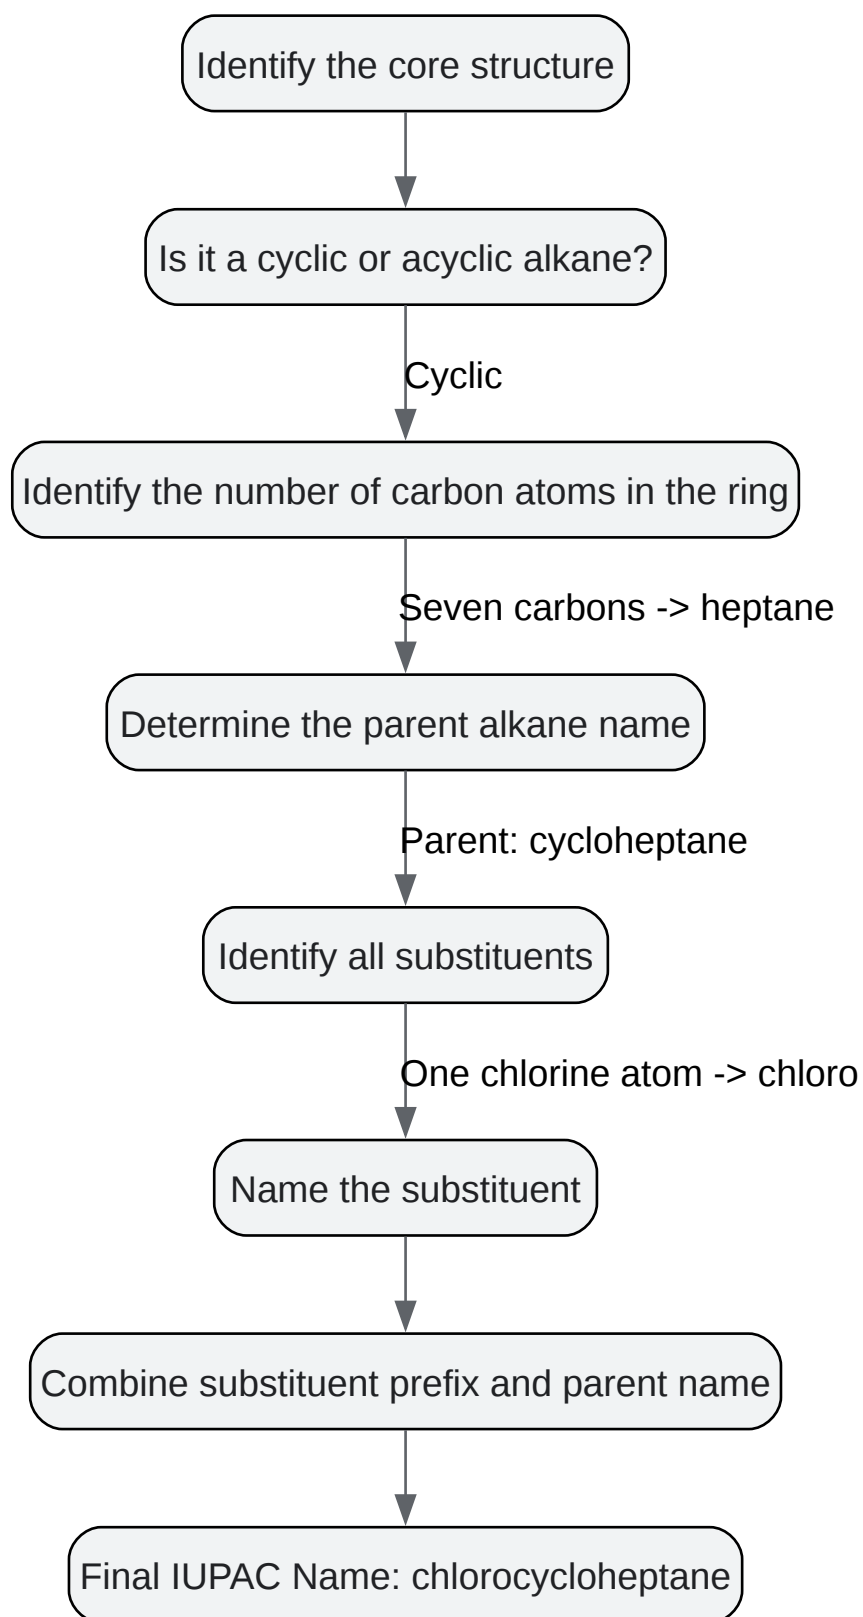 Identify the core structure
Is it a cyclic or acyclic alkane?
Cyclic
Identify the number of carbon atoms in the ring
Seven carbons -> heptane
Determine the parent alkane name
Parent: cycloheptane
Identify all substituents
One chlorine atom -> chloro
Name the substituent
Combine substituent prefix and parent name
Final IUPAC Name: chlorocycloheptane